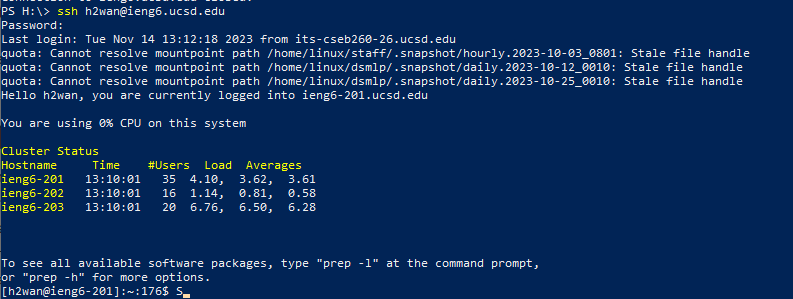 PS H:\> ssh h2wan@ieng6.ucsd.edu
Password:
Last login: Tue Nov 14 13:12:18 2023 from its-cseb260-26.ucsd.edu
quota: Cannot resolve mountpoint path /home/linux/staff/.snapshot/hourly.2023-10-03_0801: Stale file handle
quota: Cannot resolve mountpoint path /home/linux/dsmlp/.snapshot/daily.2023-10-12_0010: Stale file handle
quota: Cannot resolve mountpoint path /home/linux/dsmlp/.snapshot/daily.2023-10-25_0010: Stale file handle
Hello h2wan, you are currently logged into ieng6-201.ucsd.edu
You are using 0% CPU on this system
Cluster Status
Hostname Time #Users Load Averages
ieng6-201 13:10:01 35 4.10, 3.62, 3.61
ieng6-202 13:10:01 16 1.14, 0.81, 0.58
ieng6-203 13:10:01 20 6.76, 6.50, 6.28
To see all available software packages, type "prep -l" at the command prompt,
or "prep -h" for more options.
[h2wan@ieng6-201]:~:176$ S